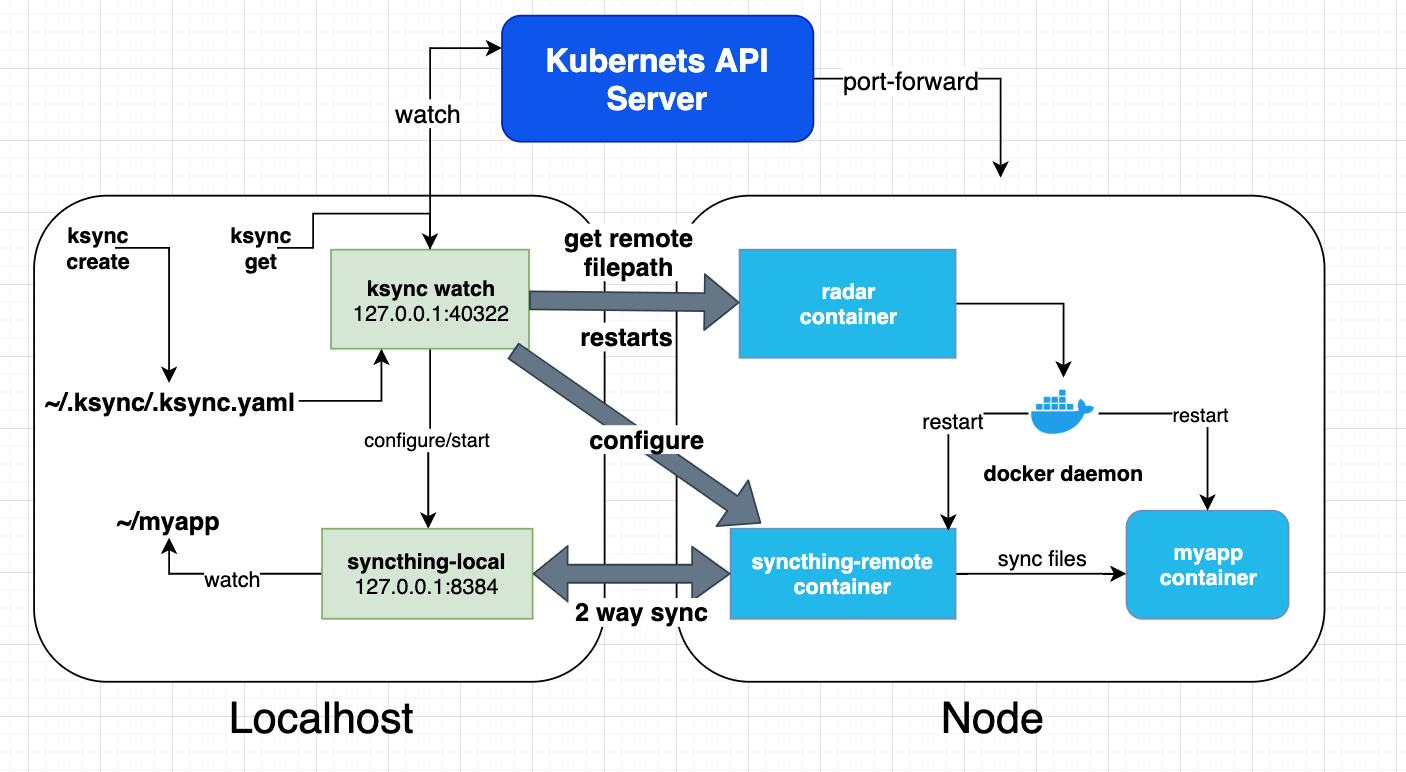 Kubernets API
Server
port-forward
watch
ksync
create
ksync
get
get remote
filepath
ksync watch
127.0.0.1:40322
radar
container
restarts
~/.ksync/.ksync.yaml
configure/start
configure
restart
restart
docker daemon
~/myapp
watch
syncthing-local
127.0.0.1:8384
2 way sync
syncthing-remote
container
sync files
myapp
container
Localhost
Node